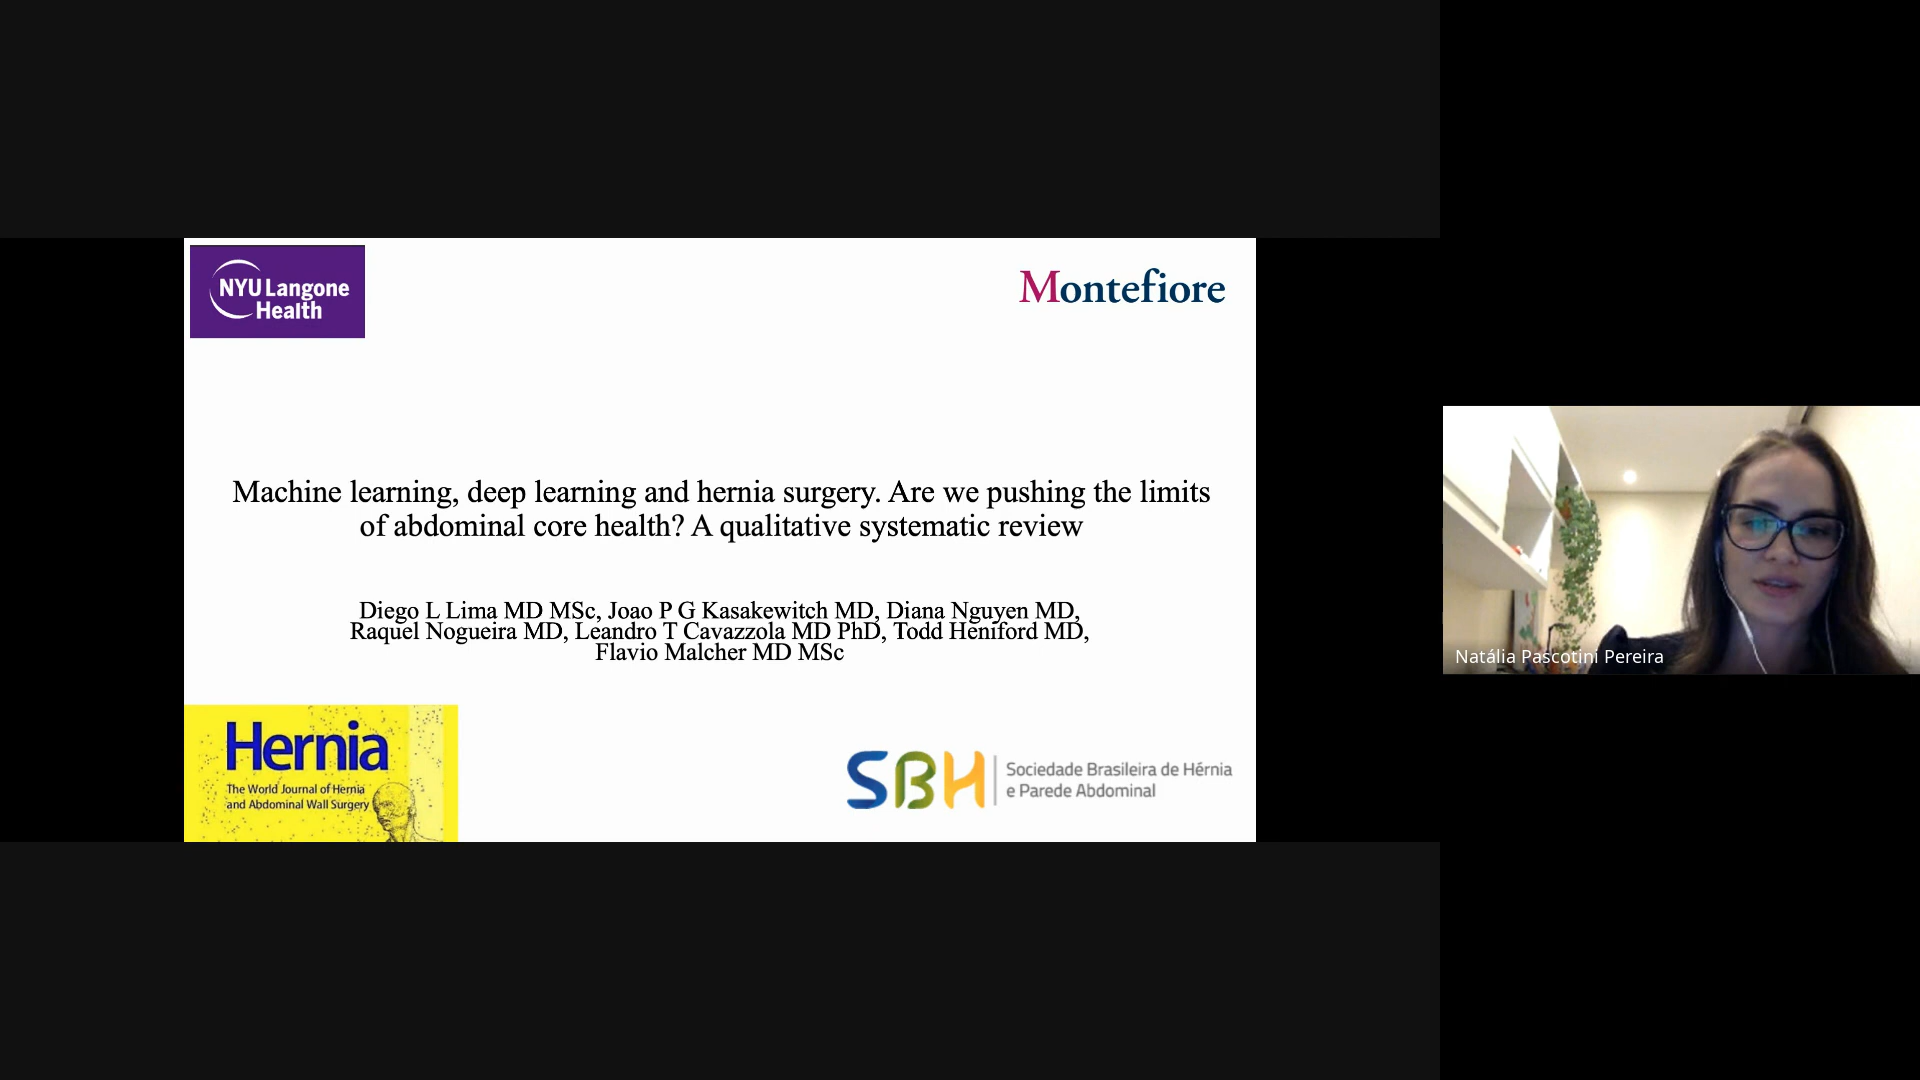 NYU Langone
Health
Montefiore
Machine learning, deep learning and hernia surgery. Are we pushing the limits
of abdominal core health? A qualitative systematic review
Diego L Lima MD MSc, Joao P G Kasakewitch MD, Diana Nguyen MD,
Raquel Nogueira MD, Leandro T Cavazzola MD PhD, Todd Heniford MD,
Flavio Malcher MD MSc
Hernia
The World Journal of Hernia
and Abdominal Wall Surgery
SBH
Sociedade Brasileira de Hérnia
e Parede Abdominal
Natália Pascotini Pereira